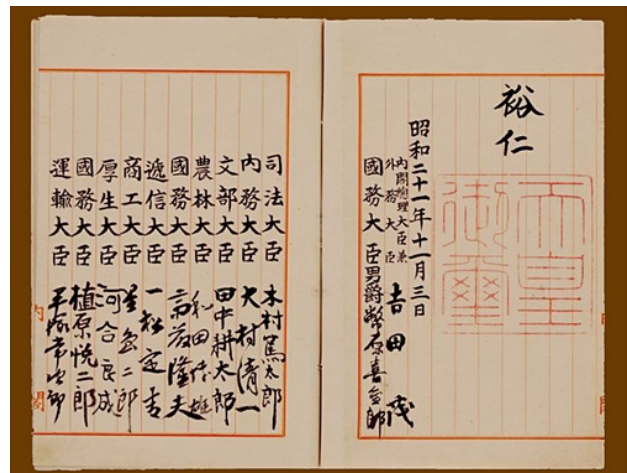 裕仁
天皇御璽
昭和二十一年十一月三日
内閣總理大臣兼
外務大臣 吉田茂
國務大臣 男爵 幣原喜重郎
司法大臣 木村篤太郎
内務大臣 大村清一
文部大臣 田中耕太郎
農林大臣 和田博雄
國務大臣 斎藤隆夫
遞信大臣 一松定吉
商工大臣 星島二郎
厚生大臣 河合良成
國務大臣 植原悦二郎
運輸大臣 平塚常次郎
内閣